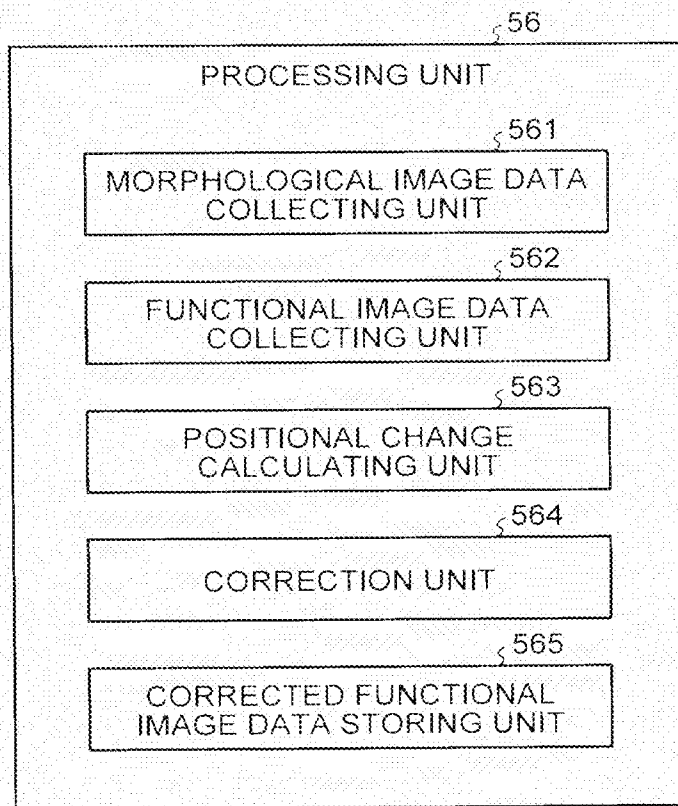 56
PROCESSING UNIT
561
MORPHOLOGICAL IMAGE DATA
COLLECTING UNIT
562
FUNCTIONAL IMAGE DATA
COLLECTING UNIT
563
POSITIONAL CHANGE
CALCULATING UNIT
564
CORRECTION UNIT
565
CORRECTED FUNCTIONAL
IMAGE DATA STORING UNIT